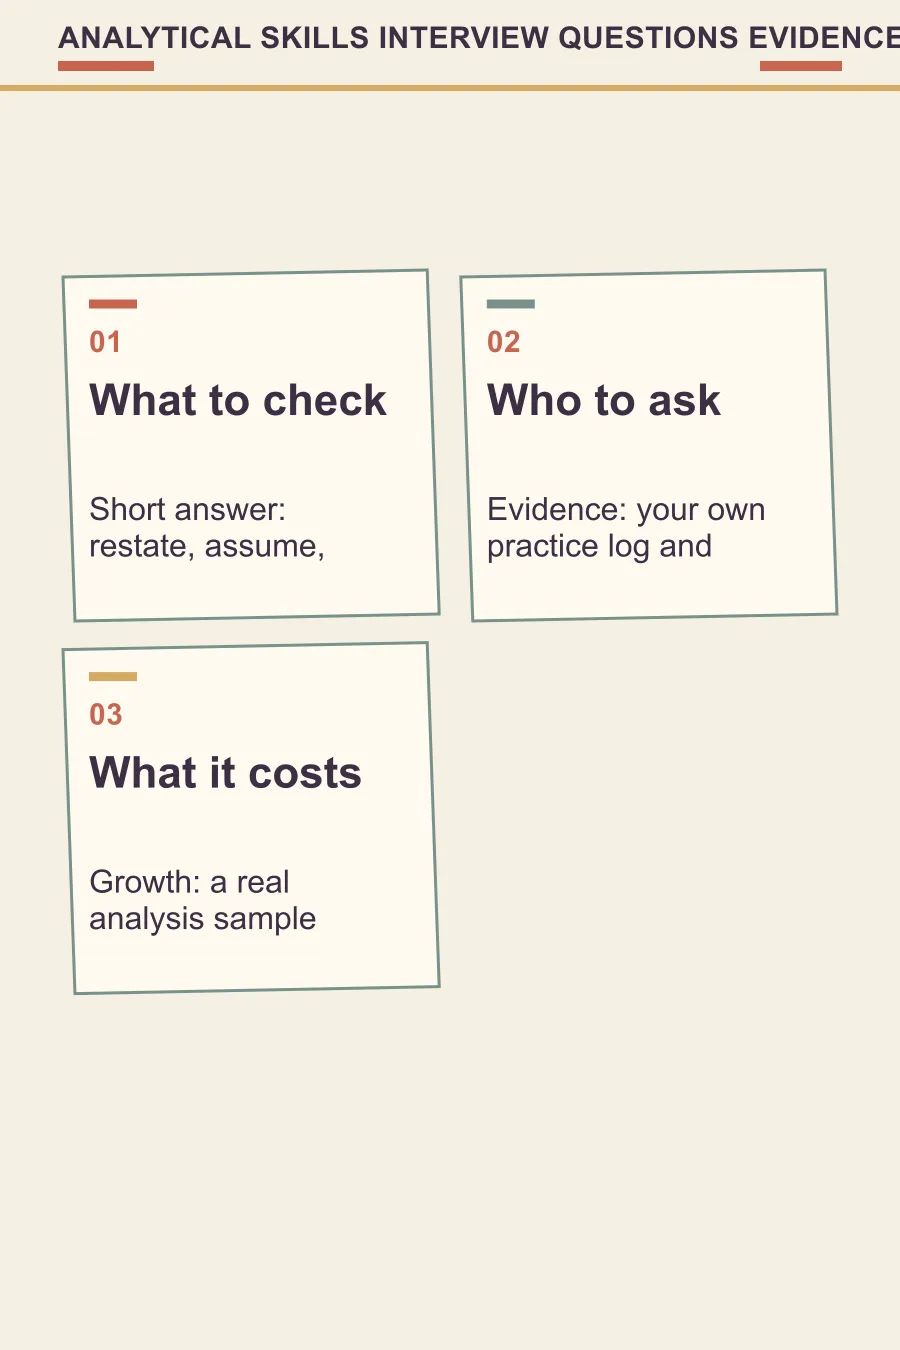 ANALYTICAL SKILLS INTERVIEW QUESTIONS EVIDENCE
01
What to check
Short answer:
restate, assume,
02
Who to ask
Evidence: your own
practice log and
03
What it costs
Growth: a real
analysis sample